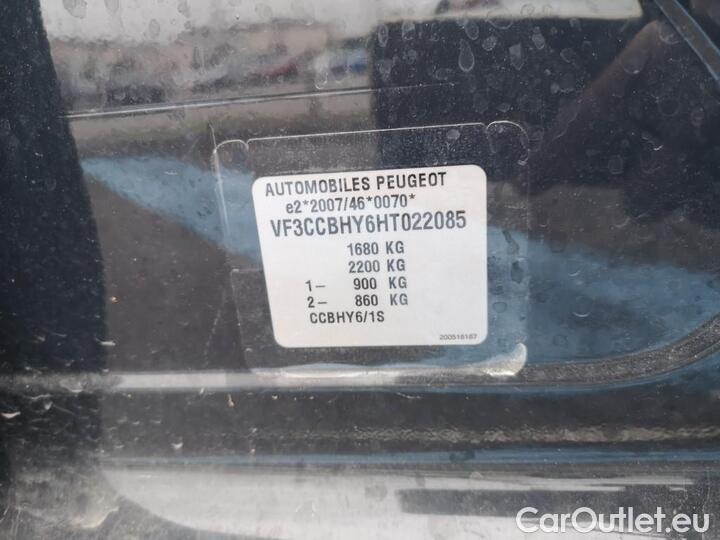 AUTOMOBILES PEUGEOT
e2*2007/46*0070*
VF3CCBHY6HT022085
1680 KG
2200 KG
1– 900 KG
2– 860 KG
CCBHY6/1S
200516167
CarOutlet.eu